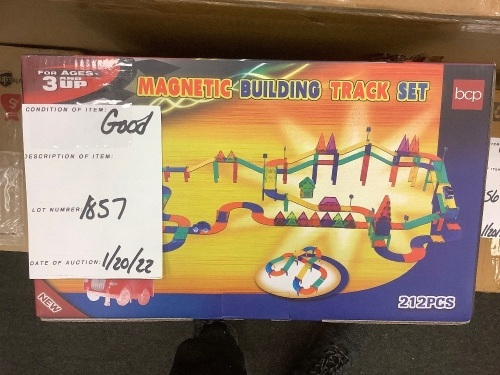 FOR AGES
3 AND UP
MAGNETIC BUILDING TRACK SET
bcp
CONDITION OF ITEM:
Good
DESCRIPTION OF ITEM:
LOT NUMBER: 1857
DATE OF AUCTION: 1/20/22
NEW
212PCS
56